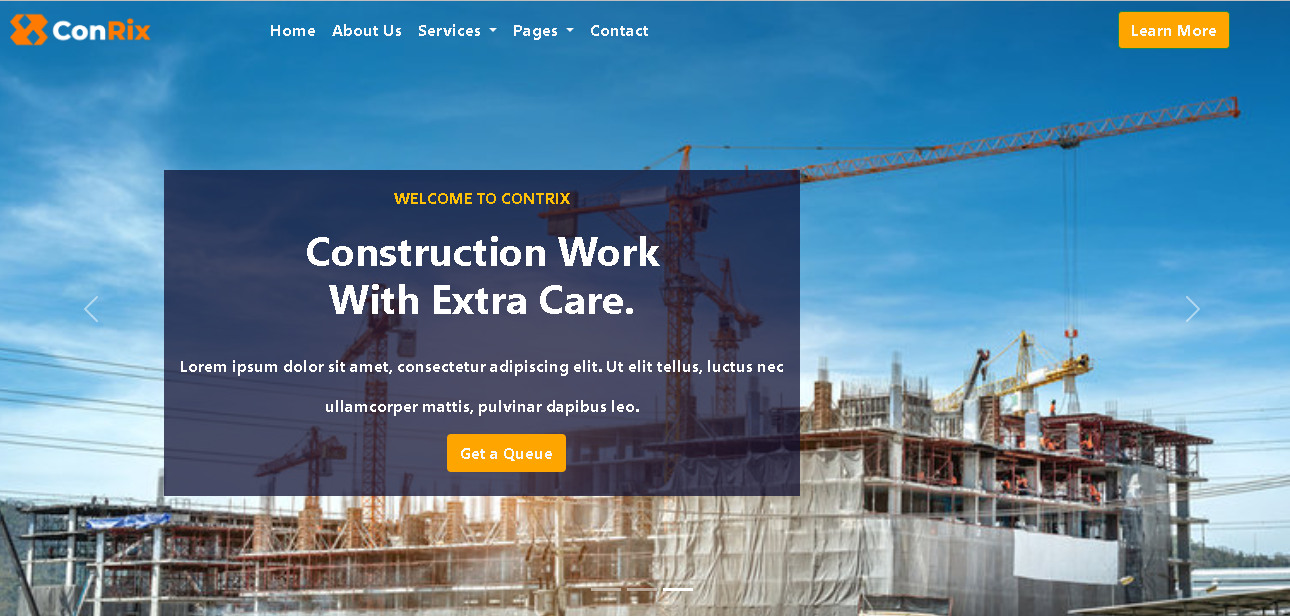 ConRix
Home About Us Services Pages Contact
Learn More
WELCOME TO CONTRIX
Construction Work
With Extra Care.
Lorem ipsum dolor sit amet, consectetur adipiscing elit. Ut elit tellus, luctus nec
ullamcorper mattis, pulvinar dapibus leo.
Get a Queue